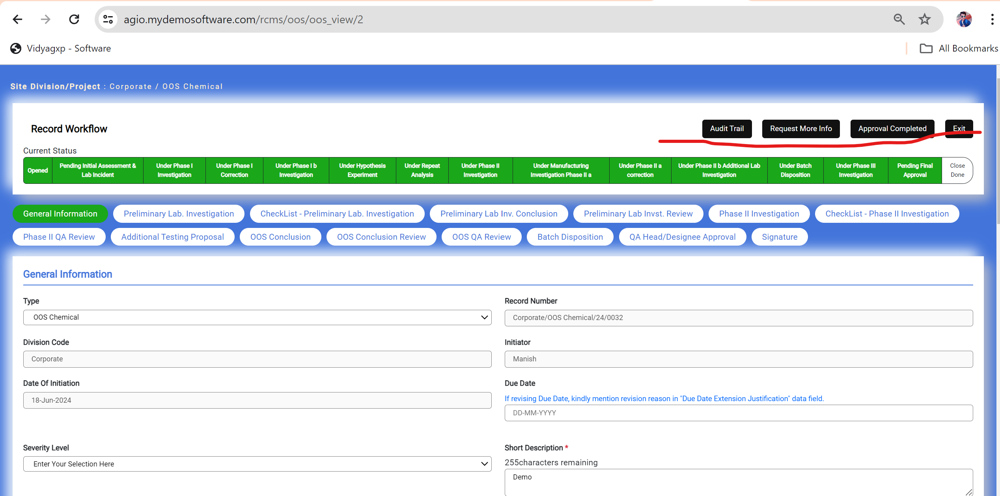 agio.mydemosoftware.com/rcms/oos/oos_view/2
Vidyagxp - Software
All Bookmarks
Site Division/Project : Corporate / OOS Chemical
Record Workflow
Audit Trail
Request More Info
Approval Completed
Exit
Current Status
Opened
Pending Initial Assessment &
Lab Incident
Under Phase I
Investigation
Under Phase I
Correction
Under Phase I b
Investigation
Under Hypothesis
Experiment
Under Repeat
Analysis
Under Phase II
Investigation
Under Manufacturing
Investigation Phase II a
Under Phase II a
correction
Under Phase II b Additional Lab
Investigation
Under Batch
Disposition
Under Phase III
Investigation
Pending Final
Approval
Close
Done
General Information
Preliminary Lab. Investigation
CheckList - Preliminary Lab. Investigation
Preliminary Lab Inv. Conclusion
Preliminary Lab Invst. Review
Phase II Investigation
CheckList - Phase II Investigation
Phase II QA Review
Additional Testing Proposal
OOS Conclusion
OOS Conclusion Review
OOS QA Review
Batch Disposition
QA Head/Designee Approval
Signature
General Information
Type
OOS Chemical
Record Number
Corporate/OOS Chemical/24/0032
Division Code
Corporate
Initiator
Manish
Date Of Initiation
18-Jun-2024
Due Date
If revising Due Date, kindly mention revision reason in "Due Date Extension Justification" data field.
DD-MM-YYYY
Severity Level
Enter Your Selection Here
Short Description *
255characters remaining
Demo